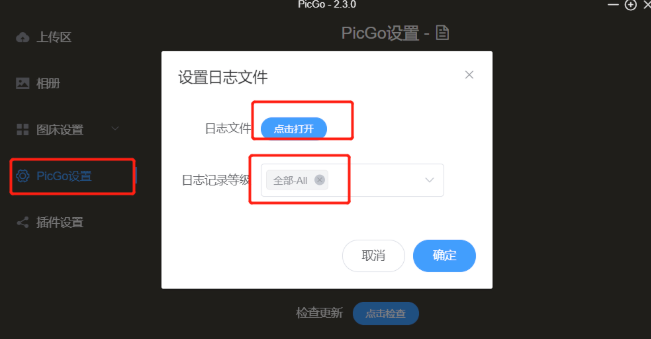 PicGo - 2.3.0
上传区
PicGo设置 -
相册
图床设置
PicGo设置
插件设置
设置日志文件
日志文件
点击打开
日志记录等级
全部-All
取消
确定
检查更新
点击检查